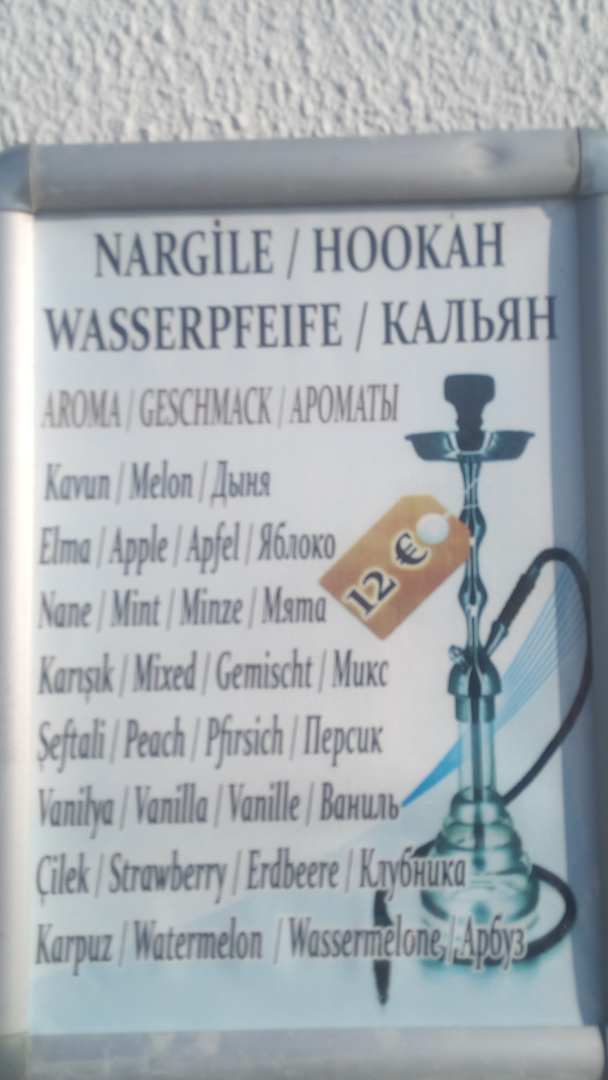 NARGİLE / HOOKAH
WASSERPFEIFE / КАЛЬЯН
AROMA / GESCHMACK / АРОМАТЫ
Kavun / Melon / Дыня
Elma / Apple / Apfel / Яблоко
12 €
Nane / Mint / Minze / Мята
Karışık / Mixed / Gemischt / Микс
Şeftali / Peach / Pfirsich / Персик
Vanilya / Vanilla / Vanille / Ваниль
Çilek / Strawberry / Erdbeere / Клубника
Karpuz / Watermelon / Wassermelone / Арбуз